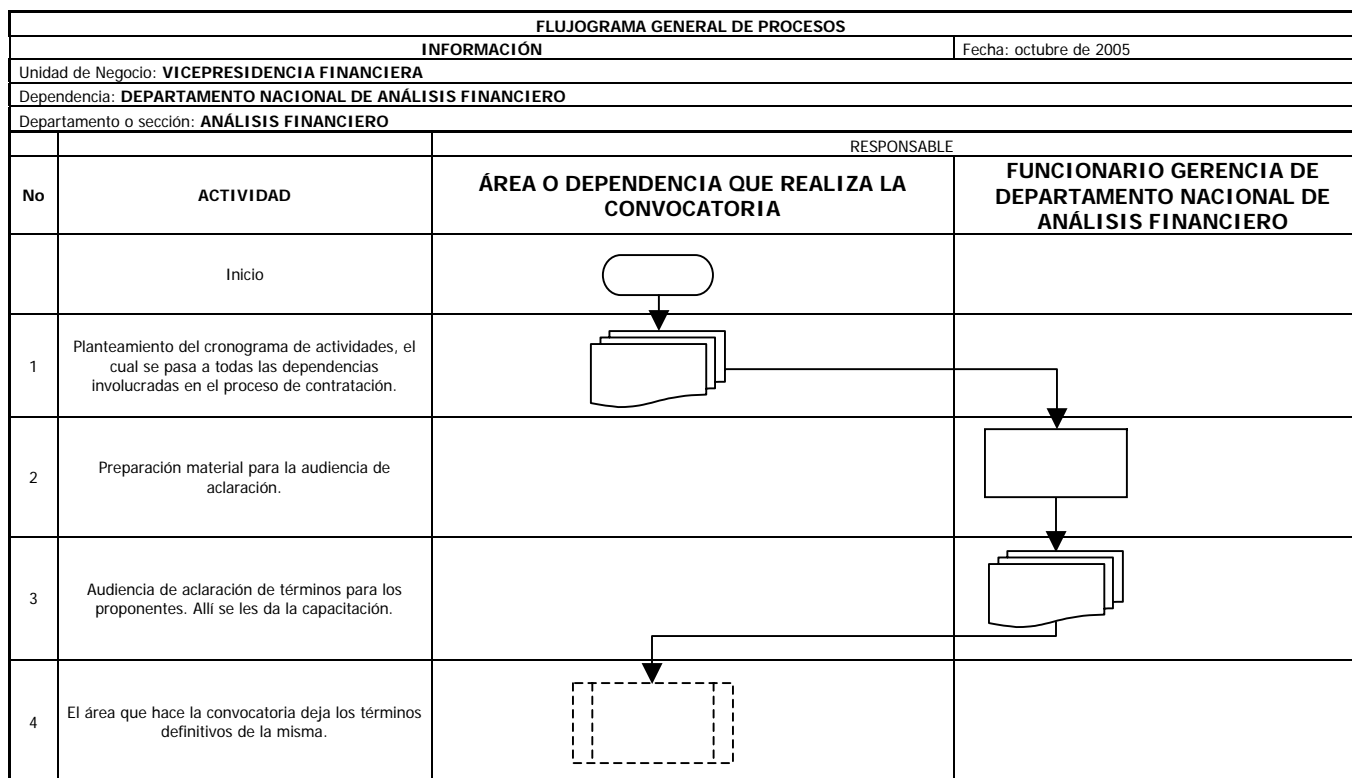 FLUJOGRAMA GENERAL DE PROCESOS
INFORMACIÓN
Fecha: octubre de 2005
Unidad de Negocio: VICEPRESIDENCIA FINANCIERA
Dependencia: DEPARTAMENTO NACIONAL DE ANÁLISIS FINANCIERO
Departamento o sección: ANÁLISIS FINANCIERO
RESPONSABLE
No
ACTIVIDAD
ÁREA O DEPENDENCIA QUE REALIZA LA
CONVOCATORIA
FUNCIONARIO GERENCIA DE
DEPARTAMENTO NACIONAL DE
ANÁLISIS FINANCIERO
Inicio
1
Planteamiento del cronograma de actividades, el
cual se pasa a todas las dependencias
involucradas en el proceso de contratación.
2
Preparación material para la audiencia de
aclaración.
3
Audiencia de aclaración de términos para los
proponentes. Allí se les da la capacitación.
4
El área que hace la convocatoria deja los términos
definitivos de la misma.